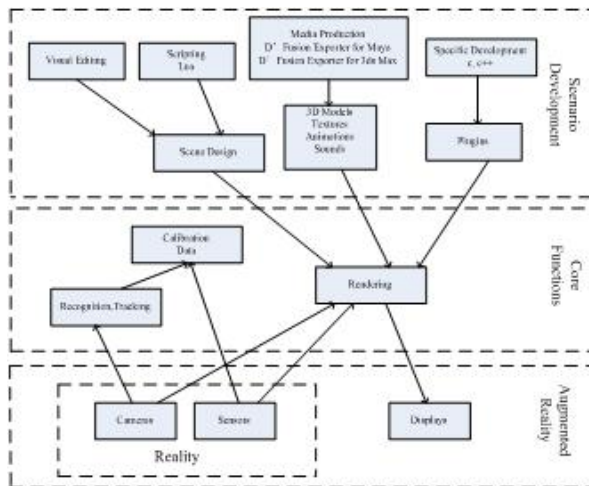 Visual Editing
Scripting
Lua
Media Production
D' Fusion Exporter for Maya
D' Fusion Exporter for 3ds Max
Specific Development
c, c++
Scenario
Development
Scene Design
3D Models
Textures
Animations
Sounds
Plugins
Calibration
Data
Recognition,Tracking
Rendering
Core
Functions
Cameras
Sensors
Displays
Reality
Augmented
Reality